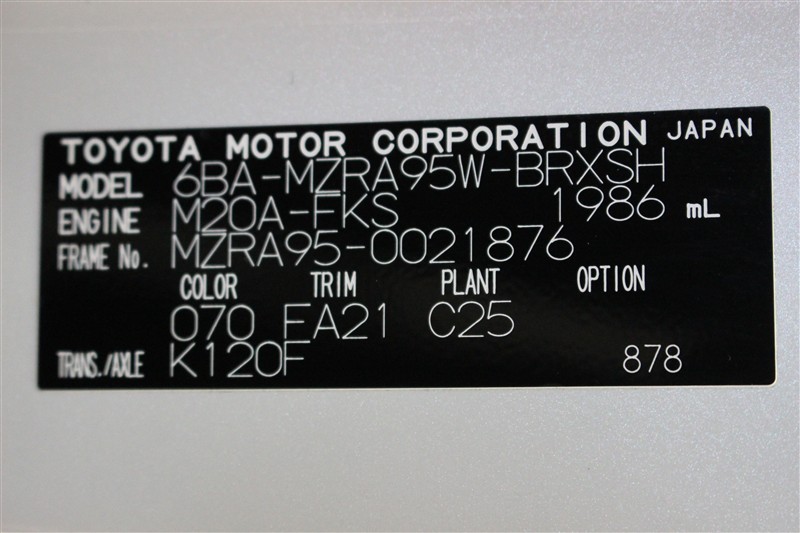 TOYOTA MOTOR CORPORATION JAPAN
MODEL 6BA-MZRA95W-BRXSH
ENGINE M20A-FKS 1986 mL
FRAME No. MZRA95-0021876
COLOR TRIM PLANT OPTION
070 FA21 C25
TRANS./AXLE K120F 878